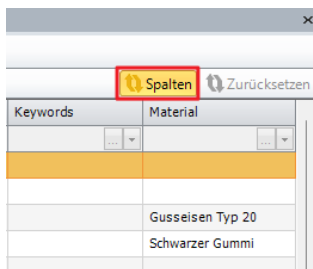 Spalten Zurücksetzen
Keywords Material
Gusseisen Typ 20
Schwarzer Gummi